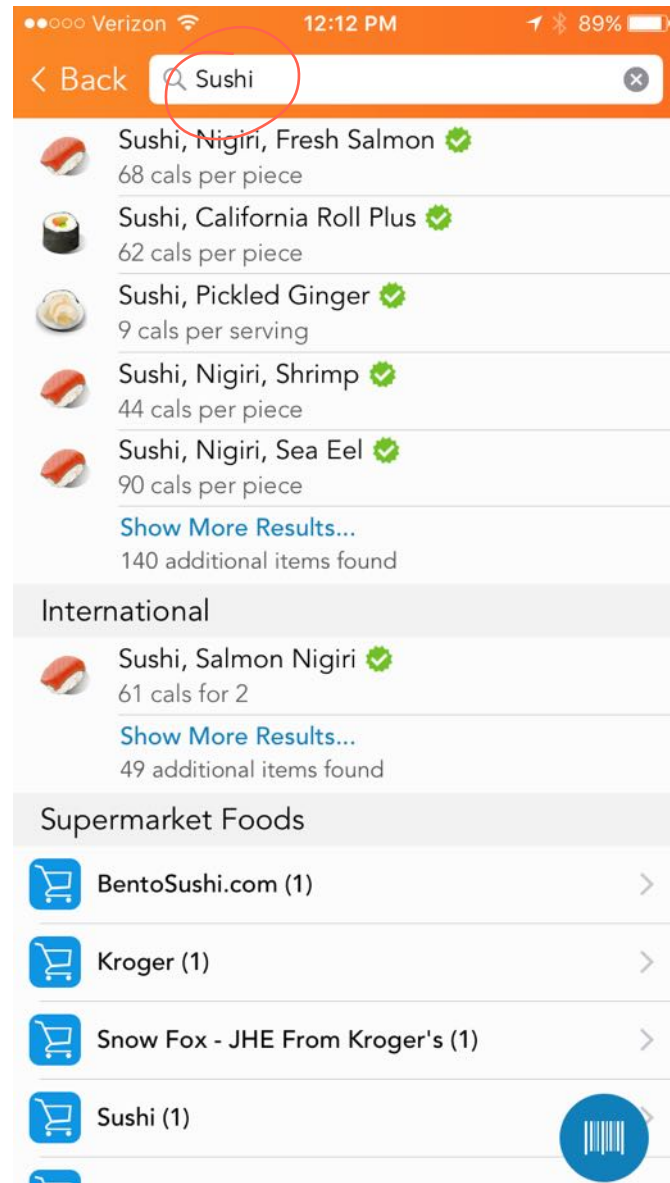 Verizon 12:12 PM 89%
Back Sushi
Sushi, Nigiri, Fresh Salmon
68 cals per piece
Sushi, California Roll Plus
62 cals per piece
Sushi, Pickled Ginger
9 cals per serving
Sushi, Nigiri, Shrimp
44 cals per piece
Sushi, Nigiri, Sea Eel
90 cals per piece
Show More Results...
140 additional items found
International
Sushi, Salmon Nigiri
61 cals for 2
Show More Results...
49 additional items found
Supermarket Foods
BentoSushi.com (1)
Kroger (1)
Snow Fox - JHE From Kroger's (1)
Sushi (1)